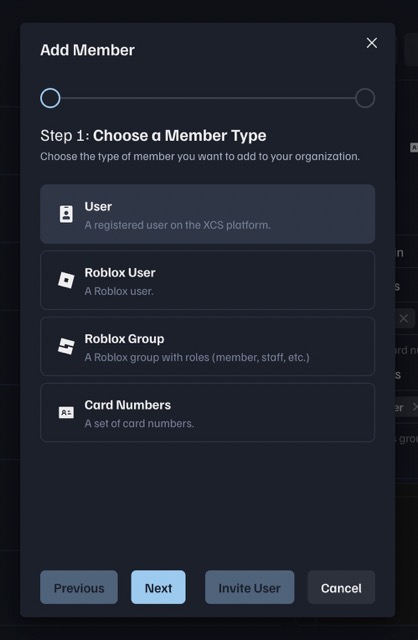 Add Member
Step 1: Choose a Member Type
Choose the type of member you want to add to your organization.
User
A registered user on the XCS platform.
Roblox User
A Roblox user.
Roblox Group
A Roblox group with roles (member, staff, etc.)
Card Numbers
A set of card numbers.
Previous Next Invite User Cancel